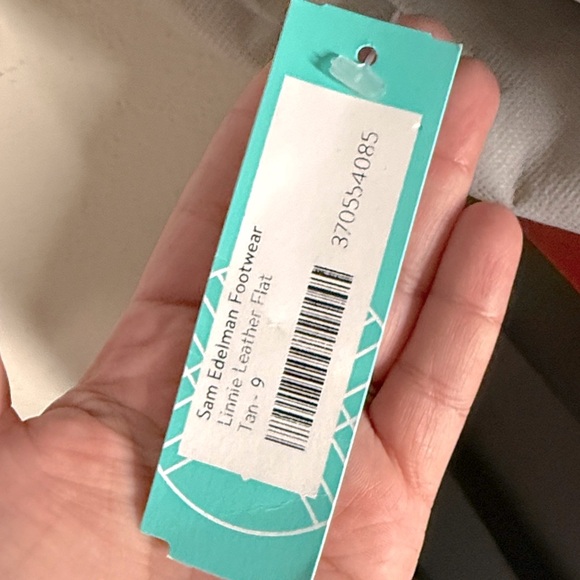 Sam Edelman Footwear
Linnie Leather Flat
Tan - 9
370554085